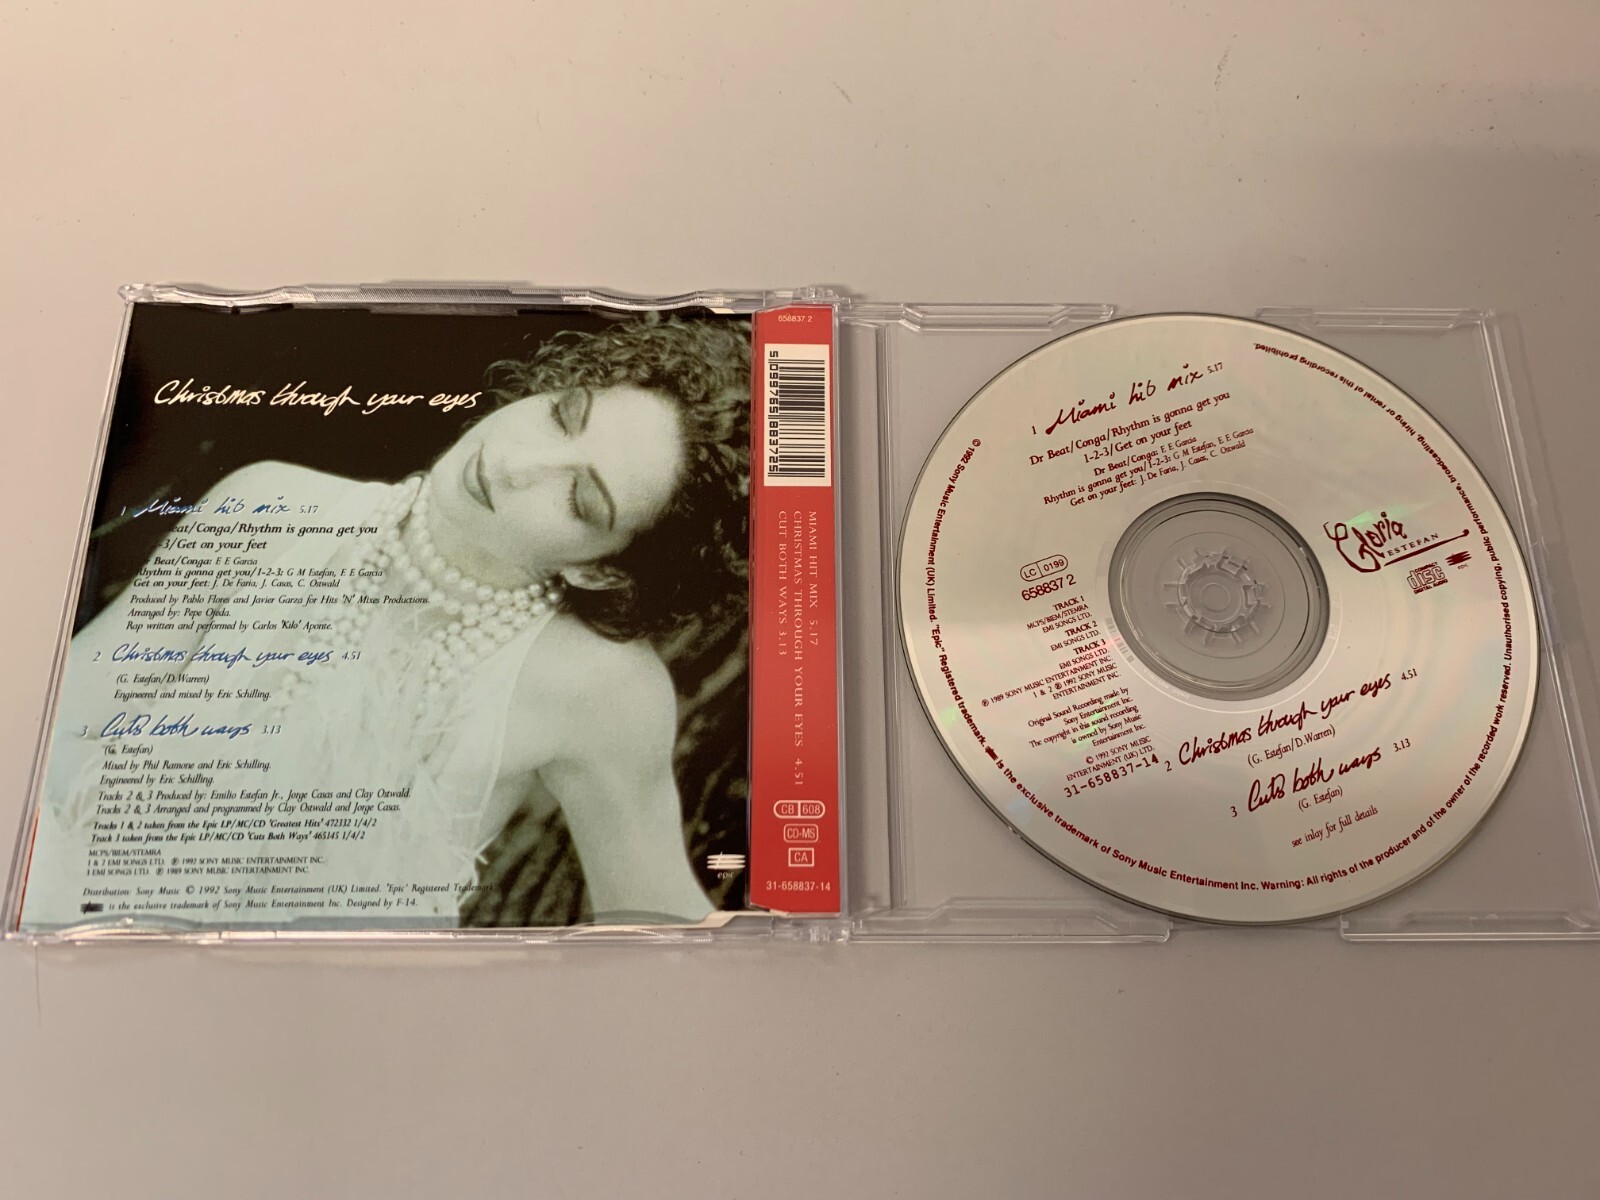 Christmas through your eyes
1 Miami hit mix 5.17
eat/Conga/Rhythm is gonna get you
-3/Get on your feet
r Beat/Conga: E E Garcia
Rhythm is gonna get you/1-2-3: G M Estefan, E E Garcia
Get on your feet: J. De Faria, J. Casas, C. Ostwald
Produced by Pablo Flores and Javier Garza for Hits 'N' Mixes Productions.
Arranged by: Pepe Ojeda.
Rap written and performed by Carlos 'Kilo' Aponte.
2 Christmas through your eyes 4.51
(G. Estefan/D.Warren)
Engineered and mixed by Eric Schilling.
3 Cuts both ways 3.13
(G. Estefan)
Mixed by Phil Ramone and Eric Schilling.
Engineered by Eric Schilling.
Tracks 2 & 3 Produced by: Emilio Estefan Jr., Jorge Casas and Clay Ostwald.
Tracks 2 & 3 Arranged and programmed by Clay Ostwald and Jorge Casas.
Tracks 1 & 2 taken from the Epic LP/MC/CD 'Greatest Hits' 472332 1/4/2
Track 3 taken from the Epic LP/MC/CD 'Cuts Both Ways' 465145 1/4/2
MCPS/BIEM/STEMRA
1 & 2 EMI SONGS LTD. ℗ 1992 SONY MUSIC ENTERTAINMENT INC.
3 EMI SONGS LTD. ℗ 1989 SONY MUSIC ENTERTAINMENT INC.
Distribution: Sony Music © 1992 Sony Music Entertainment (UK) Limited. 'Epic' Registered Trademark.
is the exclusive trademark of Sony Music Entertainment Inc. Designed by F-14.
epic
658837 2
5 099765 883725
MIAMI HIT MIX 5.17
CHRISTMAS THROUGH YOUR EYES 4.51
CUT BOTH WAYS 3.13
CB 608
CD-MS
CA
31-658837-14
1 Miami hit mix 5.17
Dr Beat/Conga/Rhythm is gonna get you
1-2-3/Get on your feet
Dr Beat/Conga: E E Garcia
Rhythm is gonna get you/1-2-3: G M Estefan, E E Garcia
Get on your feet: J. De Faria, J. Casas, C. Ostwald
Gloria
ESTEFAN
COMPACT
disc
DIGITAL AUDIO
epic
LC 0199
658837 2
TRACK 1
MCPS/BIEM/STEMRA
EMI SONGS LTD.
TRACK 2
EMI SONGS LTD.
TRACK 3
EMI SONGS LTD.
℗ 1989 SONY MUSIC ENTERTAINMENT INC.
1 & 2 ℗ 1992 SONY MUSIC
ENTERTAINMENT INC.
Original Sound Recording made by
Sony Entertainment Inc.
The copyright in this sound recording
is owned by Sony Music
Entertainment Inc.
© 1992 SONY MUSIC
ENTERTAINMENT (UK) LTD.
31-658837-14
2 Christmas through your eyes 4.51
(G. Estefan/D.Warren)
3 Cuts both ways 3.13
(G. Estefan)
see inlay for full details
© 1992 Sony Music Entertainment (UK) Limited. "Epic" Registered trademark. is the exclusive trademark of Sony Music Entertainment Inc. Warning: All rights of the producer and of the owner of the recorded work reserved. Unauthorised copying, public performance, broadcasting, hiring or rental of this recording prohibited.